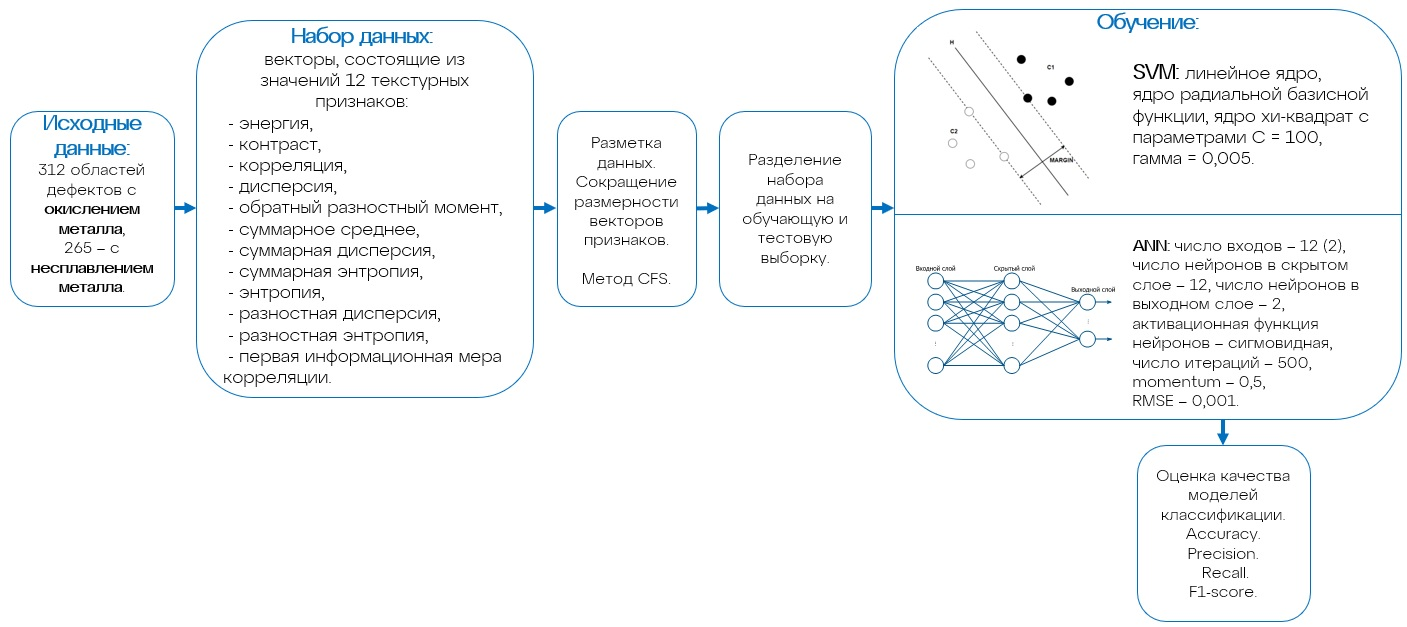 Исходные
данные:
312 областей
дефектов с
окислением
металла,
265 – с
несплавлением
металла.
Набор данных:
векторы, состоящие из
значений 12 текстурных
признаков:
- энергия,
- контраст,
- корреляция,
- дисперсия,
- обратный разностный момент,
- суммарное среднее,
- суммарная дисперсия,
- суммарная энтропия,
- энтропия,
- разностная дисперсия,
- разностная энтропия,
- первая информационная мера
корреляции.
Разметка
данных.
Сокращение
размерности
векторов
признаков.
Метод CFS.
Разделение
набора
данных на
обучающую и
тестовую
выборку.
Обучение:
H
C1
C2
MARGIN
SVM: линейное ядро,
ядро радиальной базисной
функции, ядро хи-квадрат с
параметрами C = 100,
гамма = 0,005.
Входной слой
Скрытый слой
Выходной слой
ANN: число входов – 12 (2),
число нейронов в скрытом
слое – 12, число нейронов в
выходном слое – 2,
активационная функция
нейронов – сигмовидная,
число итераций – 500,
momentum – 0,5,
RMSE – 0,001.
Оценка качества
моделей
классификации.
Accuracy.
Precision.
Recall.
F1-score.